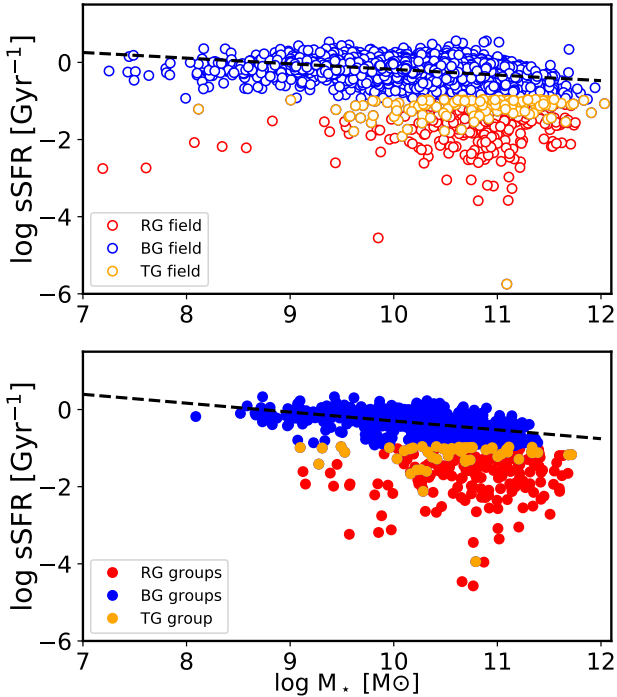 log sSFR [Gyr⁻¹]
0
−2
−4
−6
RG field
BG field
TG field
7 8 9 10 11 12
log sSFR [Gyr⁻¹]
0
−2
−4
−6
RG groups
BG groups
TG group
7 8 9 10 11 12
log M⋆ [M⊙]